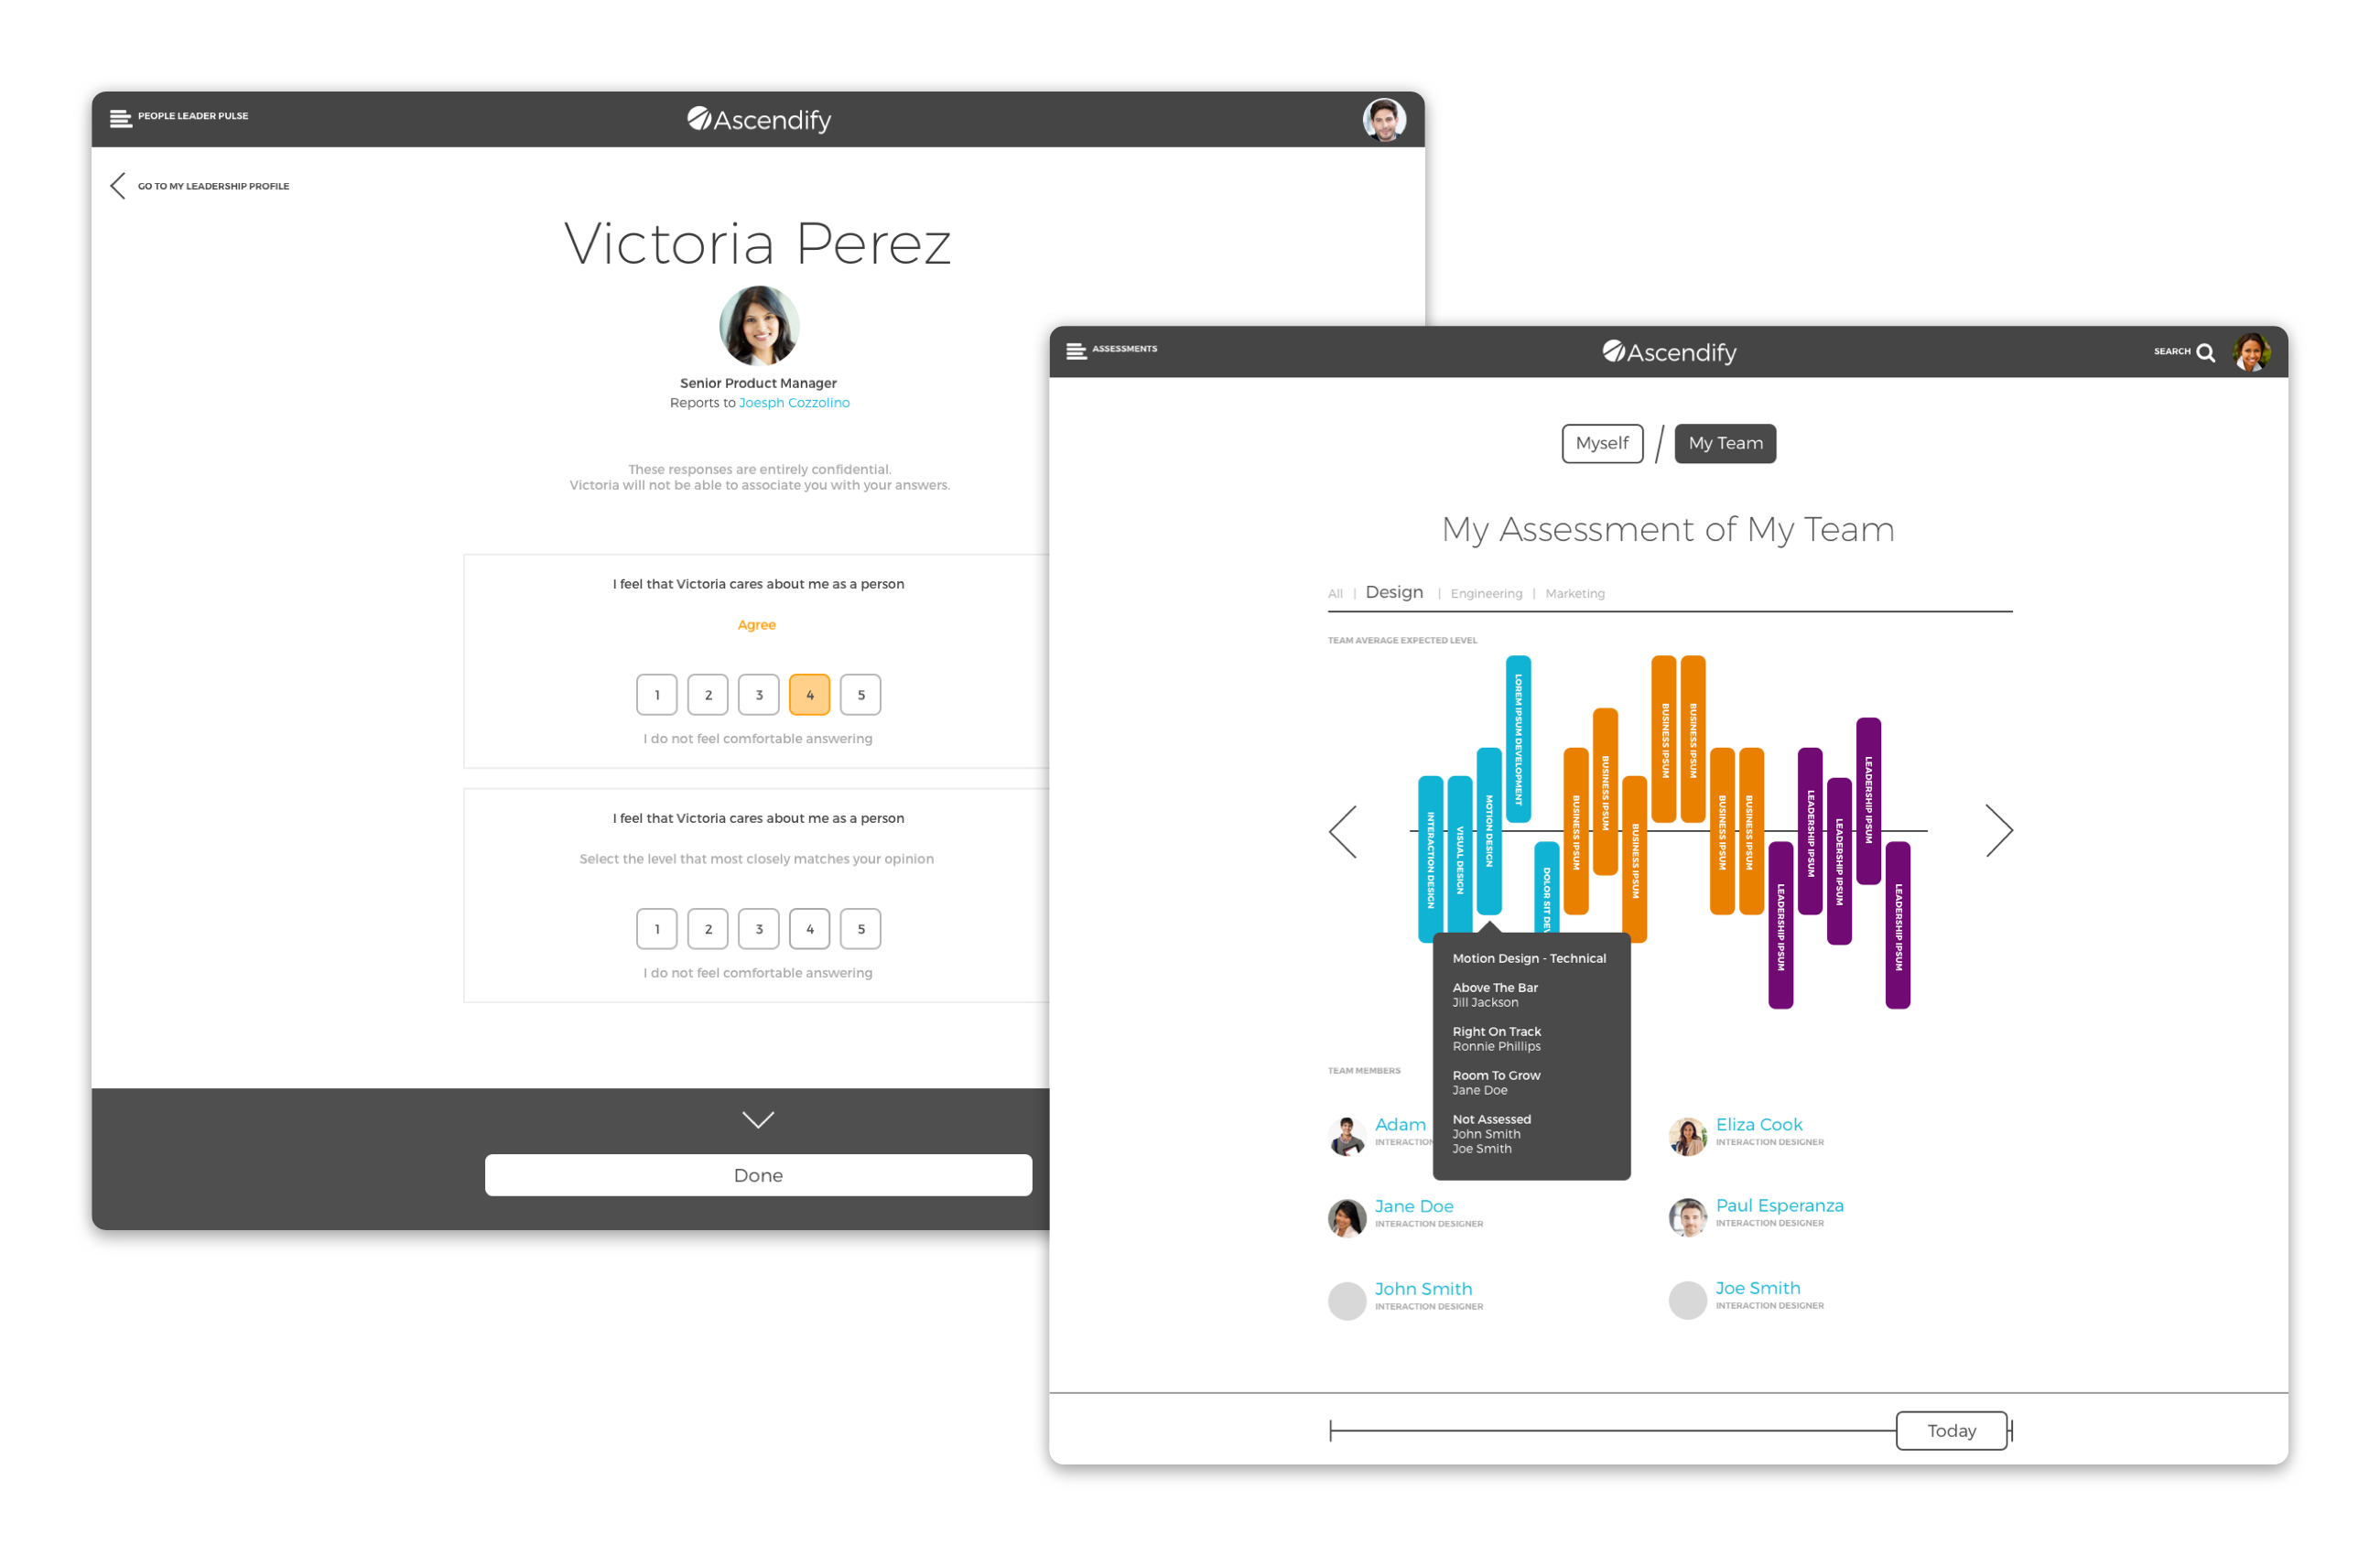 PEOPLE LEADER PULSE
Ascendify
GO TO MY LEADERSHIP PROFILE
Victoria Perez
Senior Product Manager
Reports to Joesph Cozzolino
These responses are entirely confidential.
Victoria will not be able to associate you with your answers.
I feel that Victoria cares about me as a person
Agree
1 2 3 4 5
I do not feel comfortable answering
I feel that Victoria cares about me as a person
Select the level that most closely matches your opinion
1 2 3 4 5
I do not feel comfortable answering
Done
ASSESSMENTS
Ascendify
SEARCH
Myself / My Team
My Assessment of My Team
All | Design | Engineering | Marketing
TEAM AVERAGE EXPECTED LEVEL
INTERACTION DESIGN
VISUAL DESIGN
MOTION DESIGN
LOREM IPSUM DEVELOPMENT
DOLOR SIT DEV
BUSINESS IPSUM
BUSINESS IPSUM
BUSINESS IPSUM
BUSINESS IPSUM
BUSINESS IPSUM
BUSINESS IPSUM
BUSINESS IPSUM
LEADERSHIP IPSUM
LEADERSHIP IPSUM
LEADERSHIP IPSUM
LEADERSHIP IPSUM
LEADERSHIP IPSUM
Motion Design - Technical
Above The Bar
Jill Jackson
Right On Track
Ronnie Phillips
Room To Grow
Jane Doe
Not Assessed
John Smith
Joe Smith
TEAM MEMBERS
Adam
INTERACTION
Eliza Cook
INTERACTION DESIGNER
Jane Doe
INTERACTION DESIGNER
Paul Esperanza
INTERACTION DESIGNER
John Smith
INTERACTION DESIGNER
Joe Smith
INTERACTION DESIGNER
Today